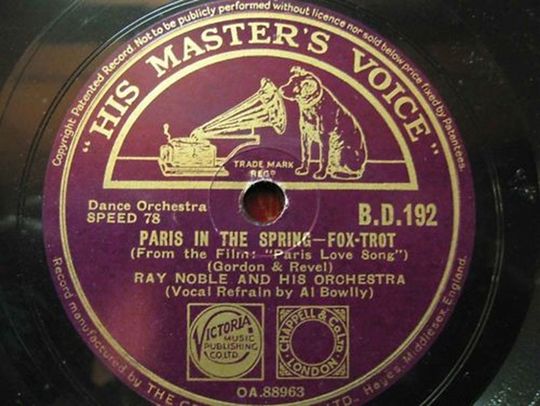 Copyright Patented Record. Not to be publicly performed without licence nor sold below price fixed by Patentees.
"HIS MASTER'S VOICE"
TRADE MARK
REGD
Dance Orchestra
SPEED 78
B.D.192
PARIS IN THE SPRING—FOX-TROT
(From the Film: "Paris Love Song")
(Gordon & Revel)
RAY NOBLE AND HIS ORCHESTRA
(Vocal Refrain by Al Bowlly)
VICTORIA
MUSIC
PUBLISHING
CO. LTD.
CHAPPELL & CO LTD
LONDON
OA.88963
Record manufactured by THE LTD., Hayes, Middlesex, England.